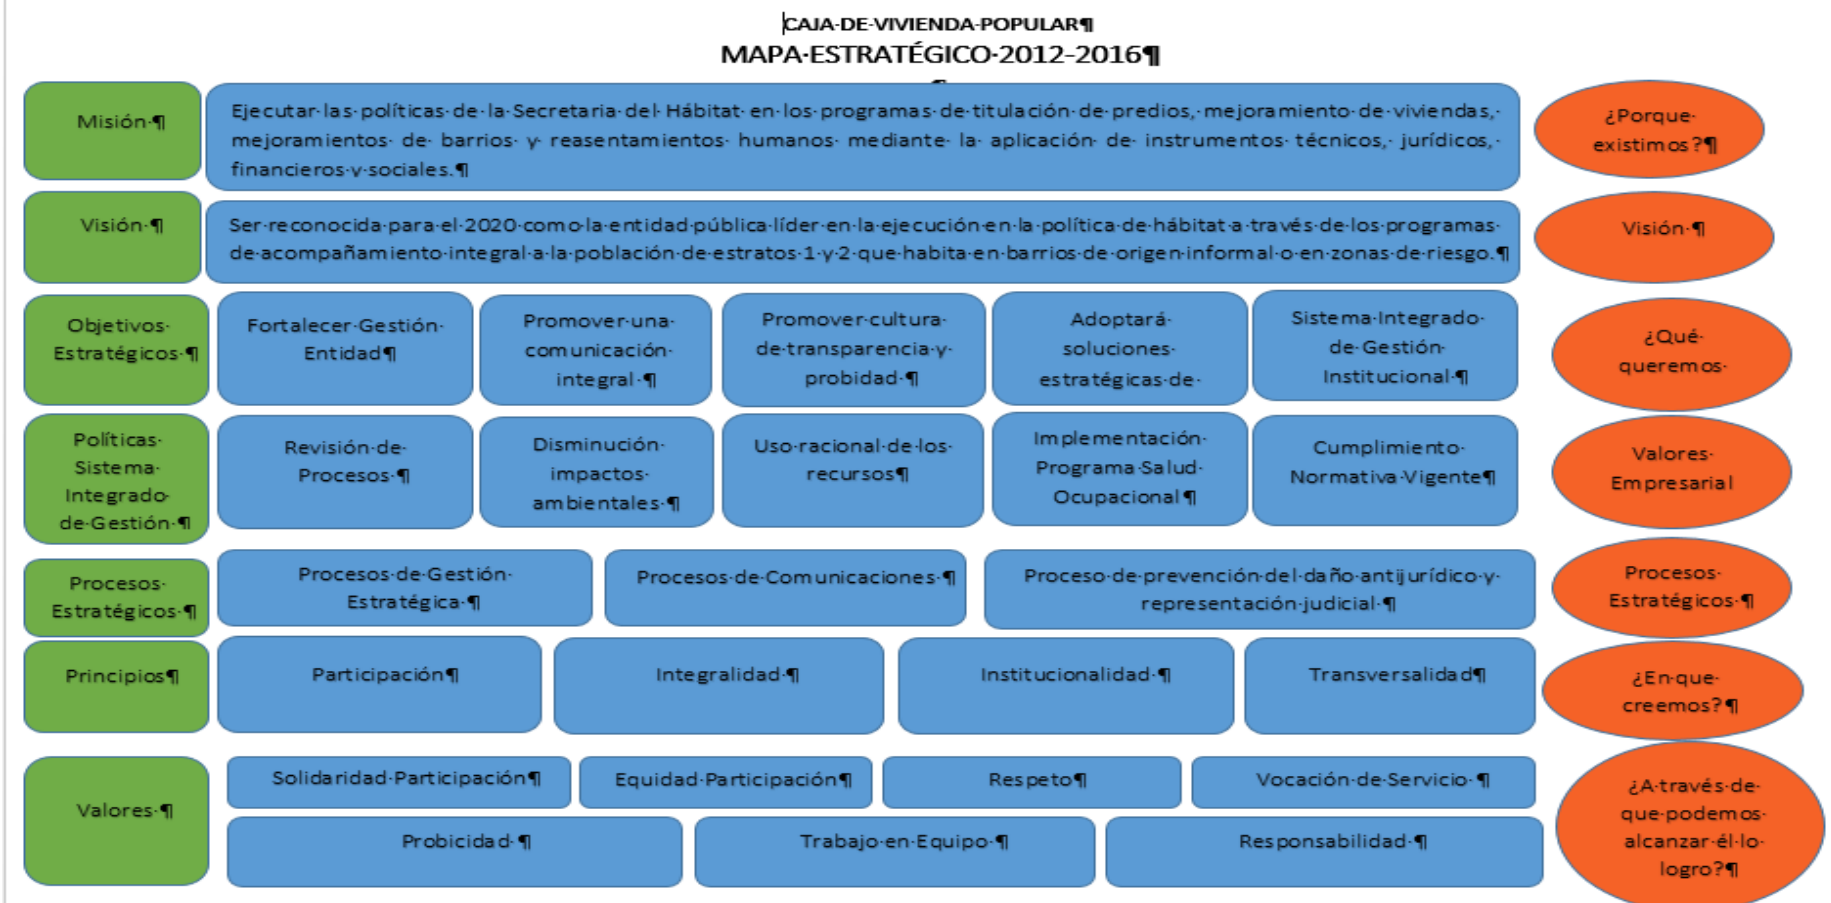 CAJA·DE·VIVIENDA·POPULAR¶
MAPA·ESTRATÉGICO·2012-2016¶
¶
Misión·¶
Ejecutar·las·políticas·de·la·Secretaria·del·Hábitat·en·los·programas·de·titulación·de·predios,·mejoramiento·de·viviendas,·
mejoramientos·de·barrios·y·reasentamientos·humanos·mediante·la·aplicación·de·instrumentos·técnicos,·jurídicos,·
financieros·y·sociales.¶
¿Porque·
existimos?¶
Visión·¶
Ser·reconocida·para·el·2020·como·la·entidad·pública·líder·en·la·ejecución·en·la·política·de·hábitat·a·través·de·los·programas·
de·acompañamiento·integral·a·la·población·de·estratos·1·y·2·que·habita·en·barrios·de·origen·informal·o·en·zonas·de·riesgo.¶
Visión·¶
Objetivos·
Estratégicos·¶
Fortalecer·Gestión·
Entidad¶
Promover·una·
comunicación·
integral·¶
Promover·cultura·
de·transparencia·y·
probidad·¶
Adoptará·
soluciones·
estratégicas·de·
Sistema·Integrado·
de·Gestión·
Institucional·¶
¿Qué·
queremos·
Políticas·
Sistema·
Integrado·
de·Gestión·¶
Revisión·de·
Procesos·¶
Disminución·
impactos·
ambientales·¶
Uso·racional·de·los·
recursos¶
Implementación·
Programa·Salud·
Ocupacional¶
Cumplimiento·
Normativa·Vigente¶
Valores·
Empresarial
Procesos·
Estratégicos·¶
Procesos·de·Gestión·
Estratégica·¶
Procesos·de·Comunicaciones·¶
Proceso·de·prevención·del·daño·antijurídico·y·
representación·judicial·¶
Procesos·
Estratégicos·¶
Principios¶
Participación¶
Integralidad·¶
Institucionalidad·¶
Transversalidad¶
¿En·que·
creemos?¶
Valores·¶
Solidaridad·Participación¶
Equidad·Participación¶
Respeto¶
Vocación·de·Servicio·¶
Probicidad·¶
Trabajo·en·Equipo·¶
Responsabilidad·¶
¿A·través·de·
que·podemos·
alcanzar·él·lo·
logro?¶